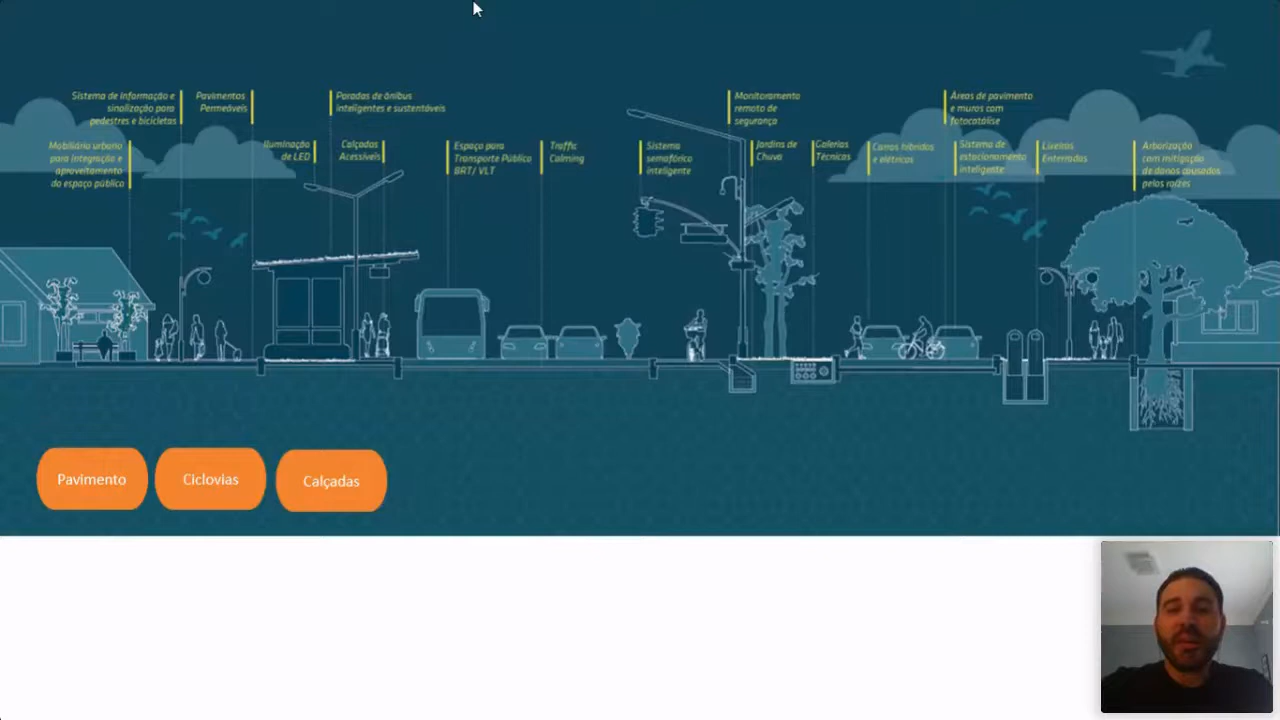 Sistema de Informação e
sinalização para
pedestres e bicicletas
Pavimentos
Permeáveis
Paradas de ônibus
inteligentes e sustentáveis
Monitoramento
remoto de
segurança
Áreas de pavimento
e muros com
fotocatálise
Mobiliário urbano
para integração e
aproveitamento
do espaço público
Iluminação
de LED
Calçadas
Acessíveis
Espaço para
Transporte Público
BRT/ VLT
Traffic
Calming
Sistema
semafórico
inteligente
Jardins de
Chuva
Galerias
Técnicas
Carros híbridos
e elétricos
Sistema de
estacionamento
inteligente
Lixeiras
Enterradas
Arborização
com mitigação
de danos causados
pelas raízes
Pavimento
Ciclovias
Calçadas